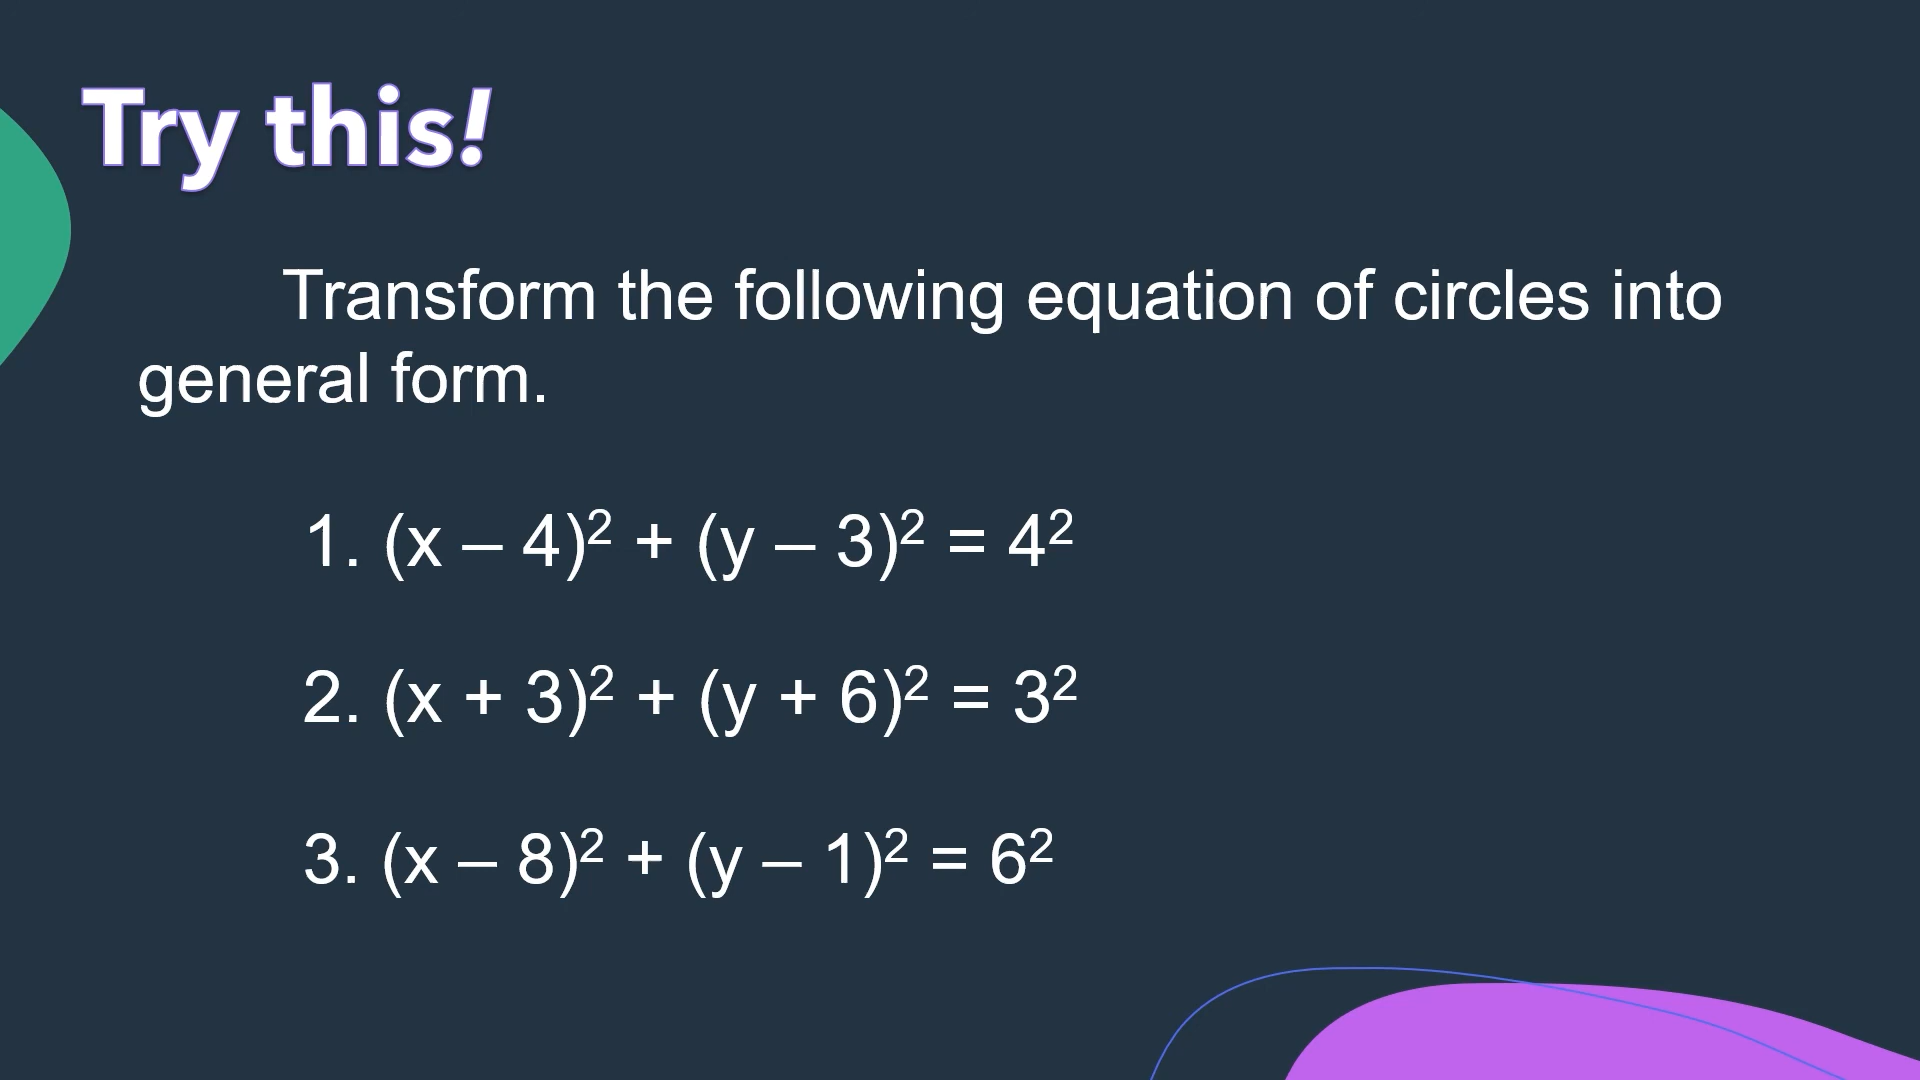 Try this!
Transform the following equation of circles into
general form.
1. (x – 4)² + (y – 3)² = 4²
2. (x + 3)² + (y + 6)² = 3²
3. (x – 8)² + (y – 1)² = 6²